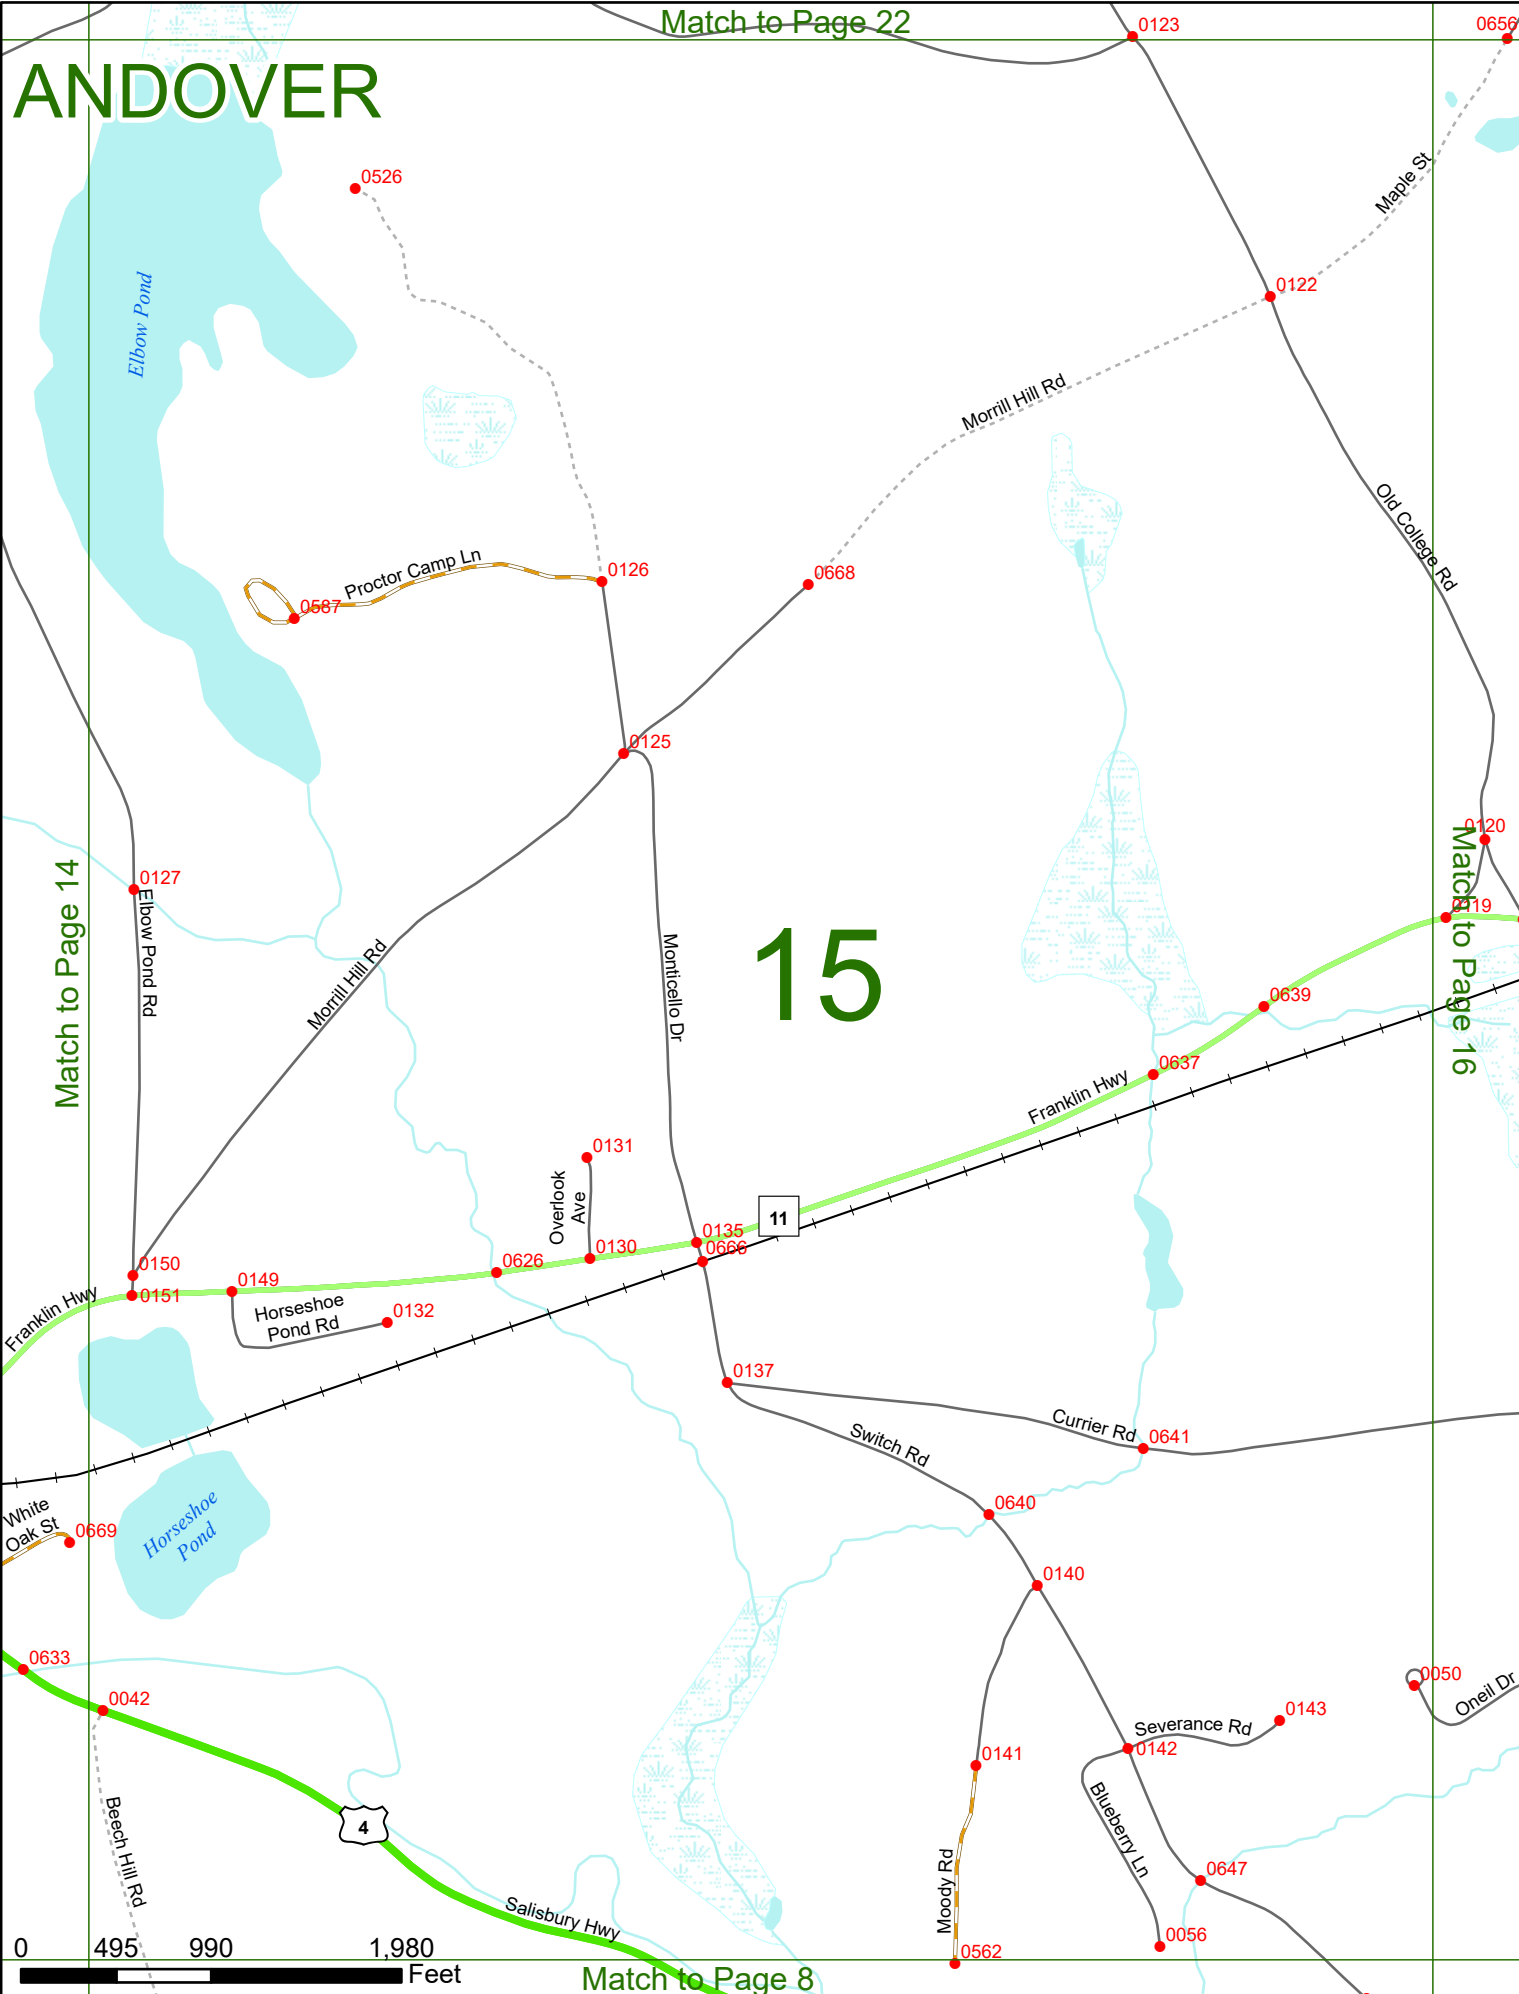 Match to Page 22
0123
0656
ANDOVER
0526
Maple St
Elbow Pond
0122
Morrill Hill Rd
Old College Rd
Proctor Camp Ln
0126
0668
0587
0125
0120
Match to Page 14
0127
Elbow Pond Rd
0119
Match to Page 16
15
Morrill Hill Rd
Monticello Dr
0639
0637
Franklin Hwy
0131
Overlook
Ave
11
0135
0130
0666
0626
0150
0149
0151
Franklin Hwy
Horseshoe
Pond Rd
0132
0137
Currier Rd
0641
Switch Rd
White
Oak St
0669
Horseshoe
Pond
0640
0140
0633
0042
0050
Oneil Dr
0143
Severance Rd
0142
0141
Blueberry Ln
Beech Hill Rd
4
Moody Rd
0647
Salisbury Hwy
0056
0562
0 495 990 1,980
Feet
Match to Page 8